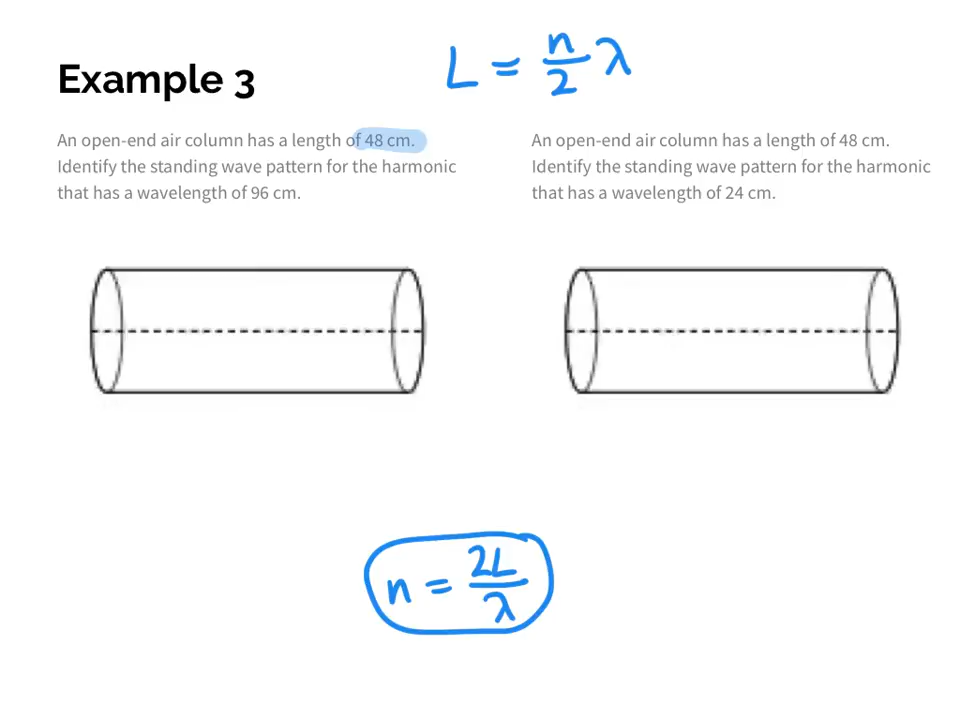 L = n/2 λ
Example 3
An open-end air column has a length of 48 cm.
Identify the standing wave pattern for the harmonic
that has a wavelength of 96 cm.
An open-end air column has a length of 48 cm.
Identify the standing wave pattern for the harmonic
that has a wavelength of 24 cm.
n = 2L/λ